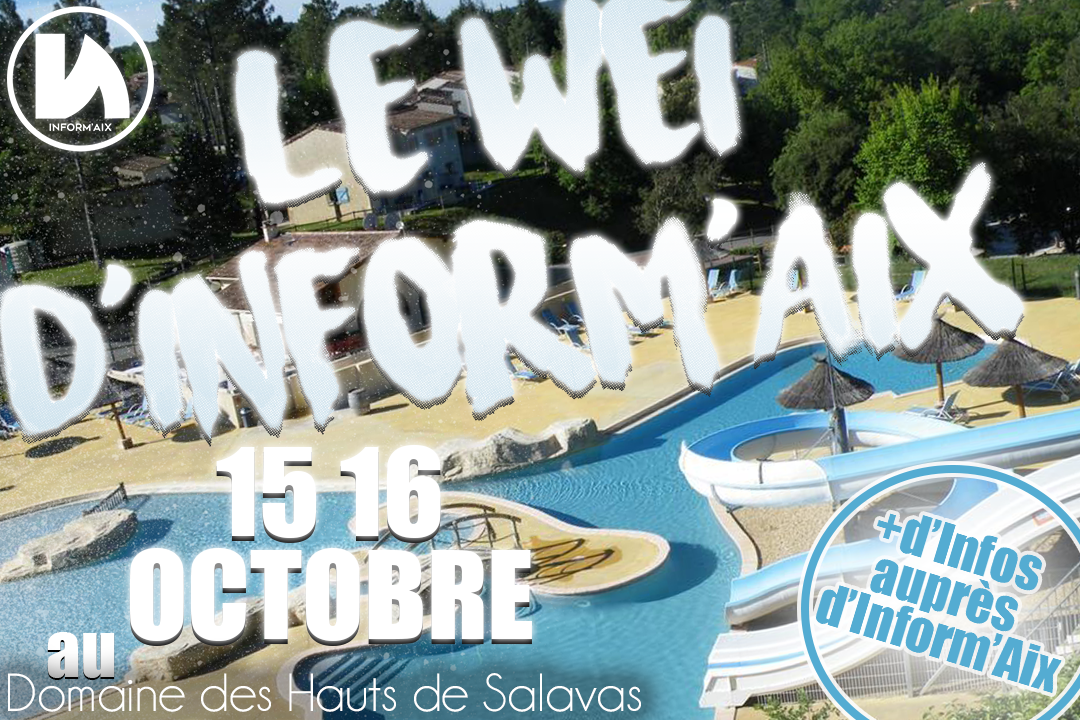 INFORM'AIX
LE WEI
D'INFORM'AIX
15 16
OCTOBRE
au
Domaine des Hauts de Salavas
+d'Infos
auprès
d'Inform'Aix